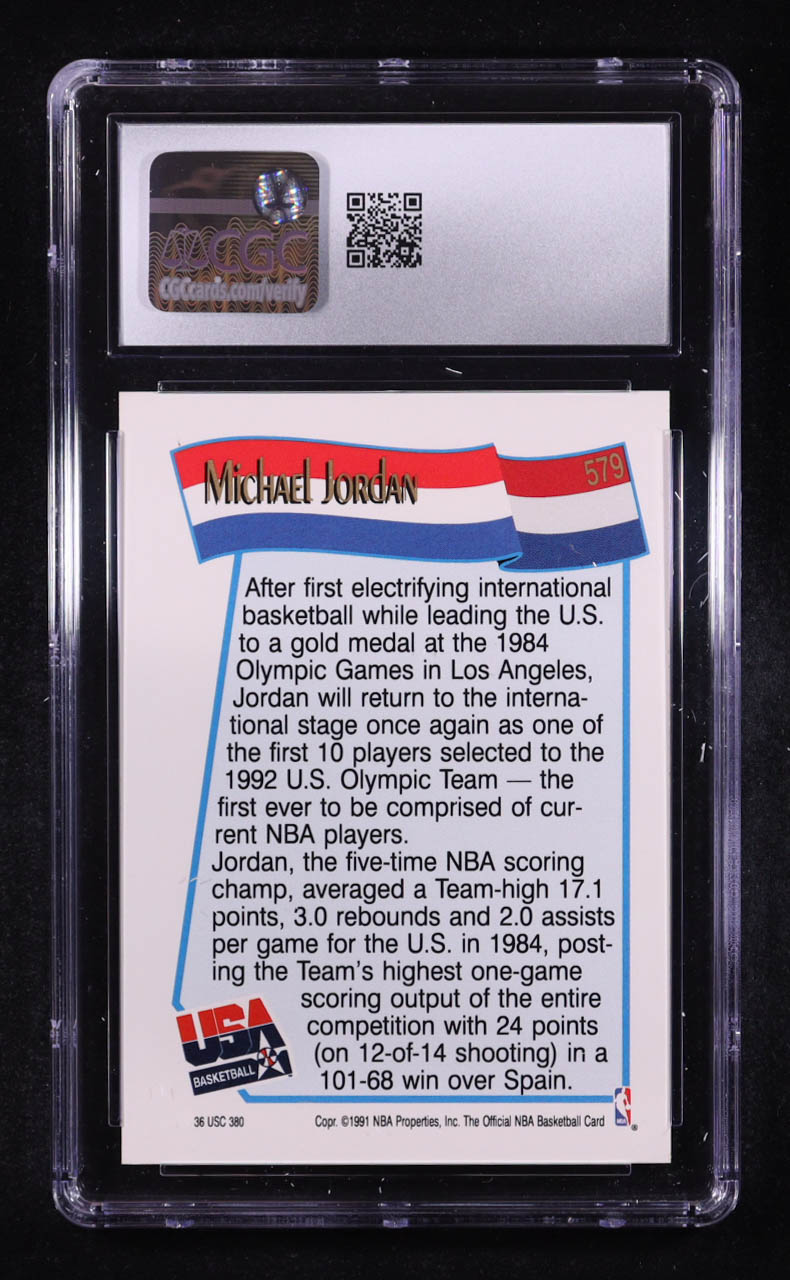 CGC
CGCcards.com/verify
Michael Jordan
579
After first electrifying international
basketball while leading the U.S.
to a gold medal at the 1984
Olympic Games in Los Angeles,
Jordan will return to the interna-
tional stage once again as one of
the first 10 players selected to the
1992 U.S. Olympic Team — the
first ever to be comprised of cur-
rent NBA players.
Jordan, the five-time NBA scoring
champ, averaged a Team-high 17.1
points, 3.0 rebounds and 2.0 assists
per game for the U.S. in 1984, post-
ing the Team's highest one-game
scoring output of the entire
competition with 24 points
(on 12-of-14 shooting) in a
101-68 win over Spain.
USA
BASKETBALL
36 USC 380
Copr. ©1991 NBA Properties, Inc. The Official NBA Basketball Card
NBA
®